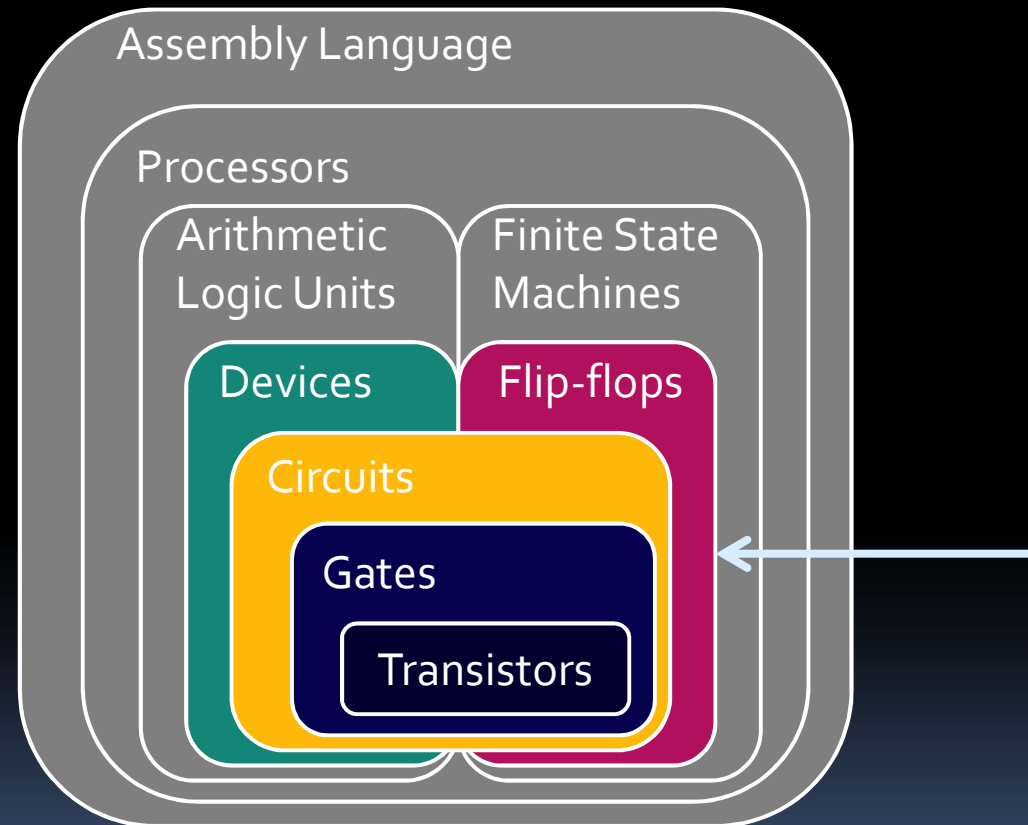 Assembly Language
Processors
Arithmetic
Logic Units
Finite State
Machines
Devices
Flip-flops
Circuits
Gates
Transistors